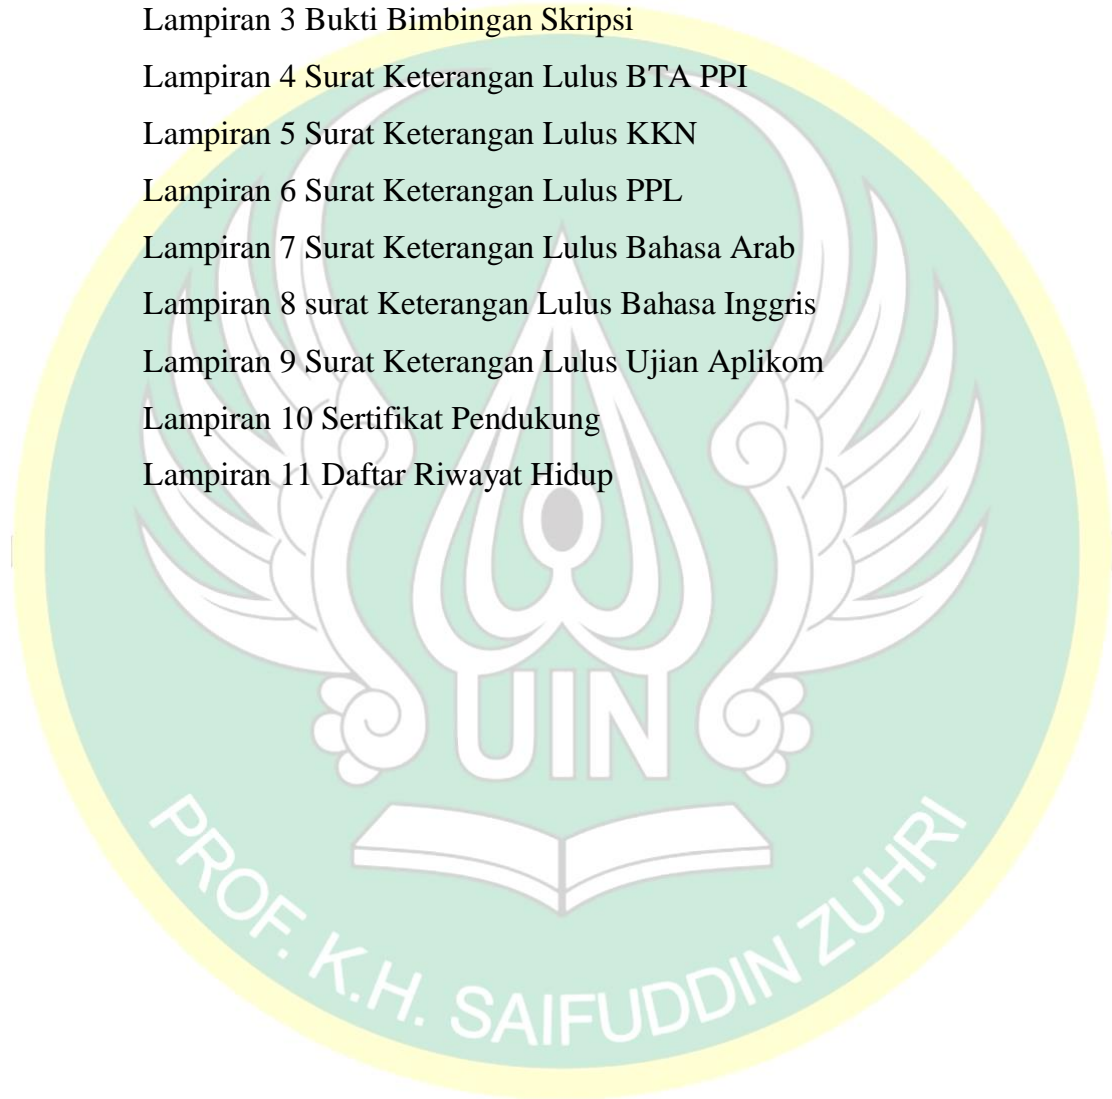 Lampiran 3 Bukti Bimbingan Skripsi
Lampiran 4 Surat Keterangan Lulus BTA PPI
Lampiran 5 Surat Keterangan Lulus KKN
Lampiran 6 Surat Keterangan Lulus PPL
Lampiran 7 Surat Keterangan Lulus Bahasa Arab
Lampiran 8 surat Keterangan Lulus Bahasa Inggris
Lampiran 9 Surat Keterangan Lulus Ujian Aplikom
Lampiran 10 Sertifikat Pendukung
Lampiran 11 Daftar Riwayat Hidup
UIN
PROF. K.H. SAIFUDDIN ZUHRI